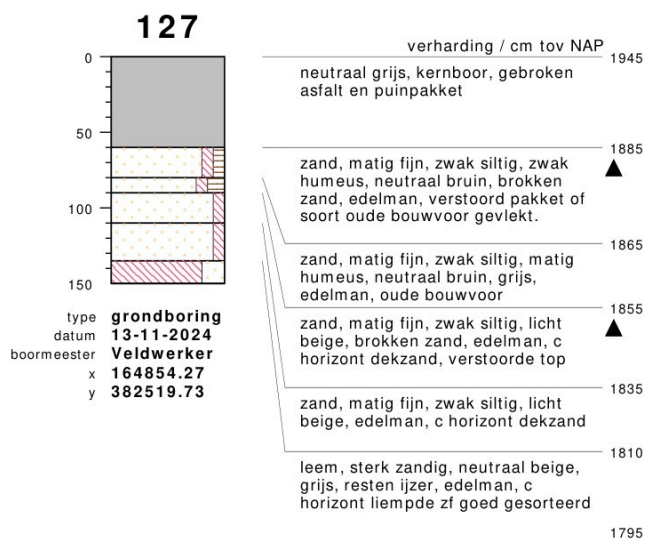 127
verharding / cm tov NAP
0
1945
neutraal grijs, kernboor, gebroken
asfalt en puinpakket
50
1885
zand, matig fijn, zwak siltig, zwak
humeus, neutraal bruin, brokken
zand, edelman, verstoord pakket of
soort oude bouwvoor gevlekt.
100
1865
zand, matig fijn, zwak siltig, matig
humeus, neutraal bruin, grijs,
edelman, oude bouwvoor
150
1855
zand, matig fijn, zwak siltig, licht
beige, brokken zand, edelman, c
horizont dekzand, verstoorde top
type grondboring
datum 13-11-2024
boormeester Veldwerker
x 164854.27
y 382519.73
1835
zand, matig fijn, zwak siltig, licht
beige, edelman, c horizont dekzand
1810
leem, sterk zandig, neutraal beige,
grijs, resten ijzer, edelman, c
horizont liempde zf goed gesorteerd
1795